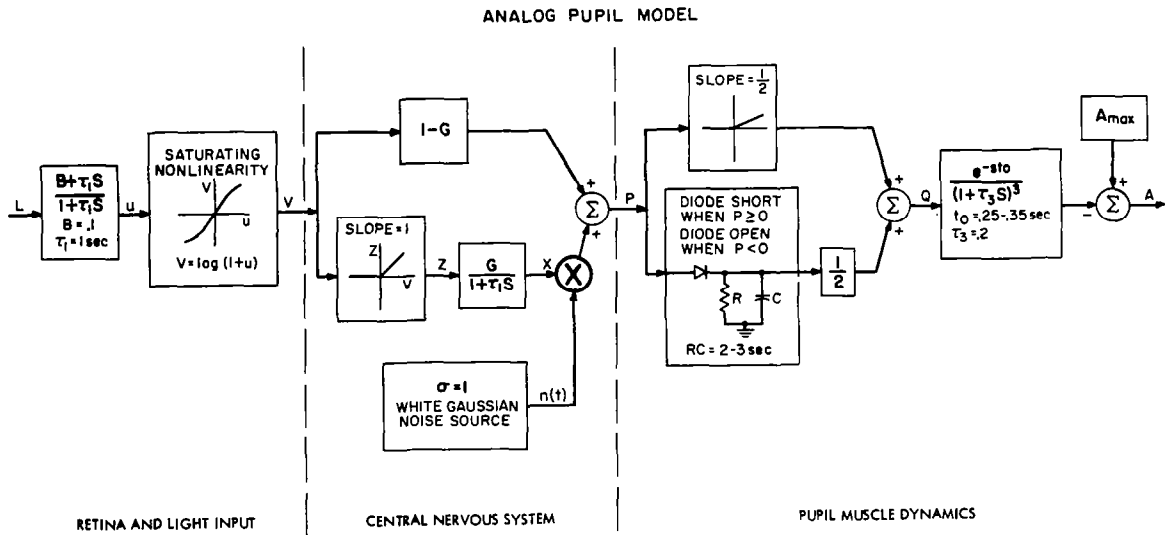 ANALOG PUPIL MODEL
L
B+τ₁S
1+τ₁S
B = .1
τ₁ = 1 sec
u
SATURATING
NONLINEARITY
V
u
V = log (1+u)
V
1-G
SLOPE = 1
Z
V
Z
G
1+τ₁S
X
X
σ = 1
WHITE GAUSSIAN
NOISE SOURCE
n(t)
+
Σ
+
P
SLOPE = 1/2
DIODE SHORT
WHEN P ≥ 0
DIODE OPEN
WHEN P < 0
R
C
RC = 2-3 sec
1/2
+
Σ
+
Q
e^-st₀
(1+τ₃S)³
t₀ = .25-.35 sec
τ₃ = .2
Amax
+
Σ
-
A
RETINA AND LIGHT INPUT
CENTRAL NERVOUS SYSTEM
PUPIL MUSCLE DYNAMICS